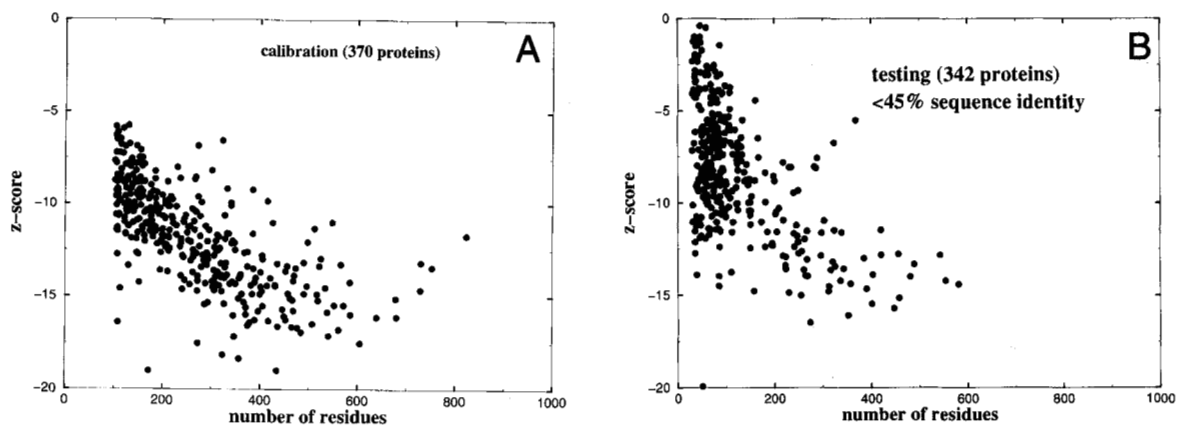 A
calibration (370 proteins)
0
−5
−10
−15
−20
z−score
0
200
400
600
800
1000
number of residues
B
testing (342 proteins)
<45% sequence identity
0
−5
−10
−15
−20
z−score
0
200
400
600
800
1000
number of residues